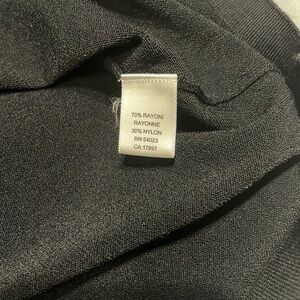 70% RAYON/
RAYONNE
30% NYLON
RN 54023
CA 17897